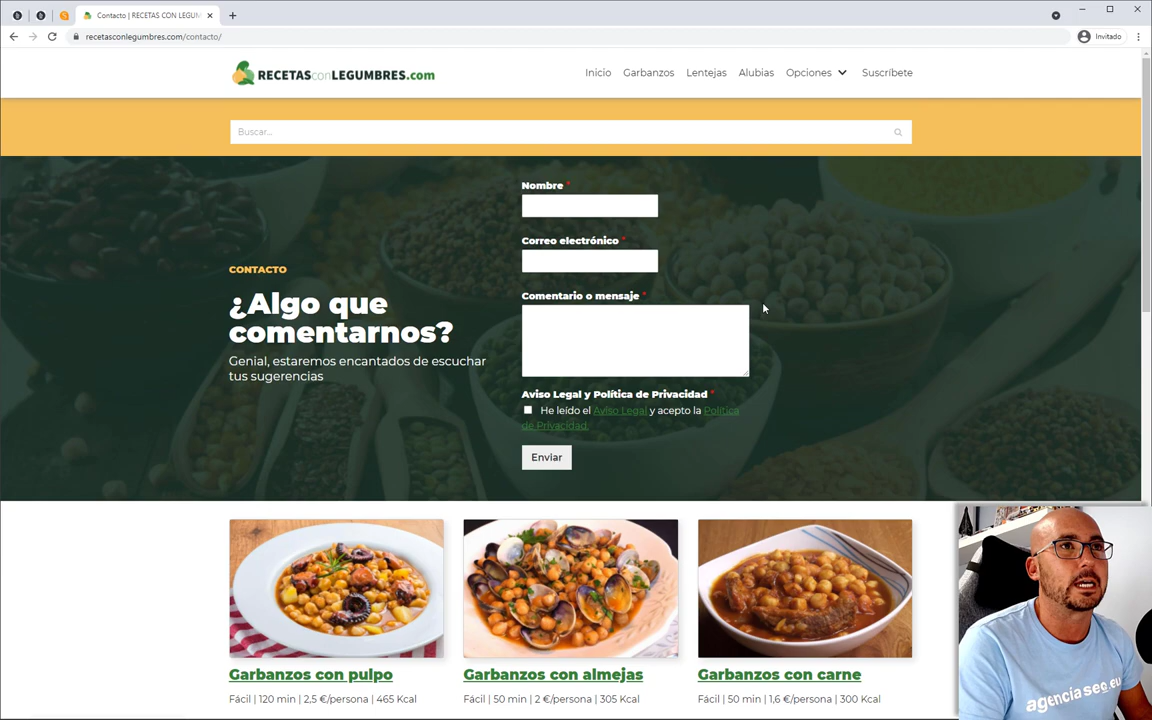 Contacto | RECETAS CON LEGUM
recetasconlegumbres.com/contacto/
Invitado
RECETASconLEGUMBRES.com
Inicio Garbanzos Lentejas Alubias Opciones Suscríbete
Buscar...
Nombre *
Correo electrónico *
CONTACTO
Comentario o mensaje *
¿Algo que
comentarnos?
Genial, estaremos encantados de escuchar
tus sugerencias
Aviso Legal y Política de Privacidad *
He leído el Aviso Legal y acepto la Política
de Privacidad.
Enviar
Garbanzos con pulpo
Fácil | 120 min | 2,5 €/persona | 465 Kcal
Garbanzos con almejas
Fácil | 50 min | 2 €/persona | 305 Kcal
Garbanzos con carne
Fácil | 50 min | 1,6 €/persona | 300 Kcal
agenciaseo.eu